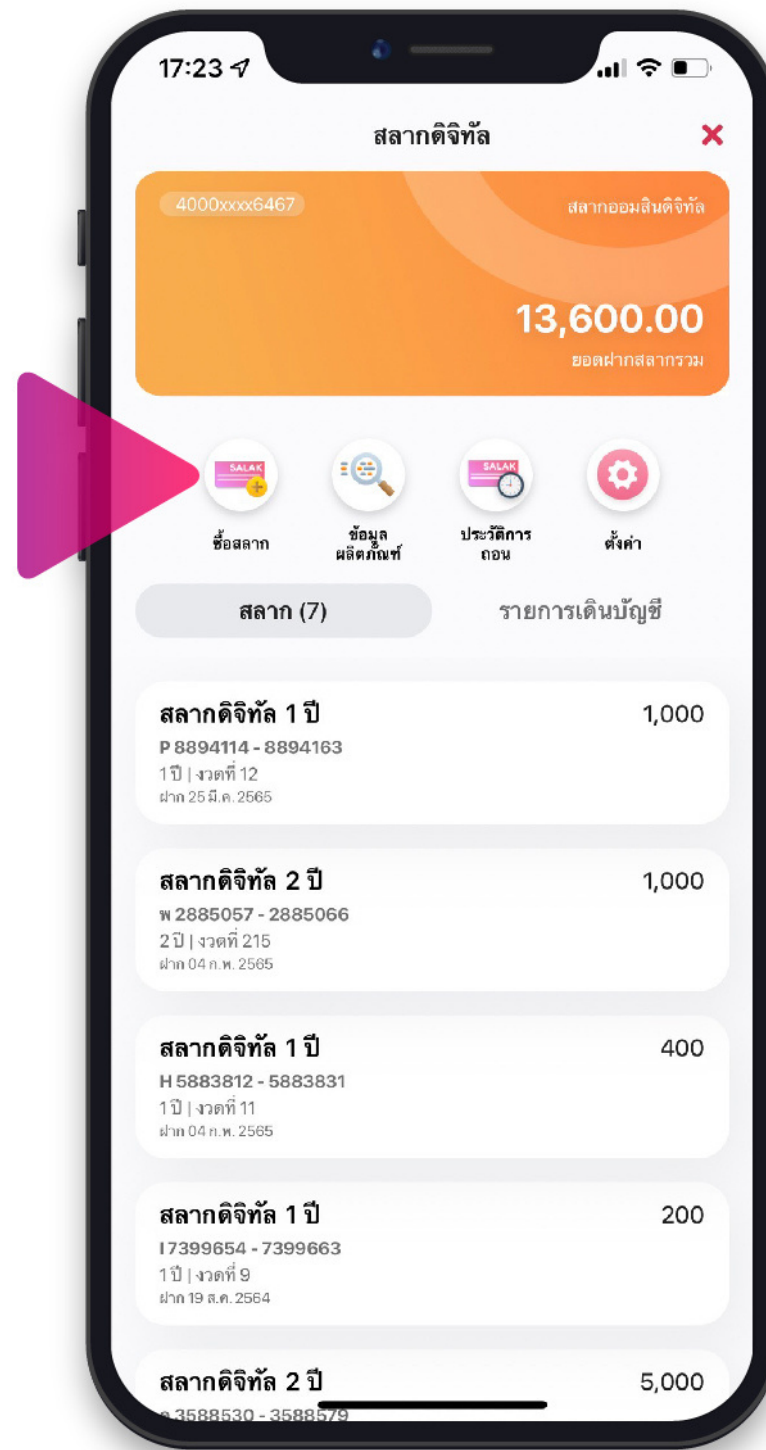 17:23
สลากดิจิทัล
4000xxxx6467
สลากออมสินดิจิทัล
13,600.00
ยอดฝากสลากรวม
SALAK
SALAK
ซื้อสลาก
ข้อมูล
ผลิตภัณฑ์
ประวัติการ
ถอน
ตั้งค่า
สลาก (7)
รายการเดินบัญชี
สลากดิจิทัล 1 ปี
1,000
P 8894114 - 8894163
1 ปี | งวดที่ 12
ฝาก 25 มี.ค. 2565
สลากดิจิทัล 2 ปี
1,000
พ 2885057 - 2885066
2 ปี | งวดที่ 215
ฝาก 04 ก.พ. 2565
สลากดิจิทัล 1 ปี
400
H 5883812 - 5883831
1 ปี | งวดที่ 11
ฝาก 04 ก.พ. 2565
สลากดิจิทัล 1 ปี
200
I 7399654 - 7399663
1 ปี | งวดที่ 9
ฝาก 19 ส.ค. 2564
สลากดิจิทัล 2 ปี
5,000
3588530 - 3588579